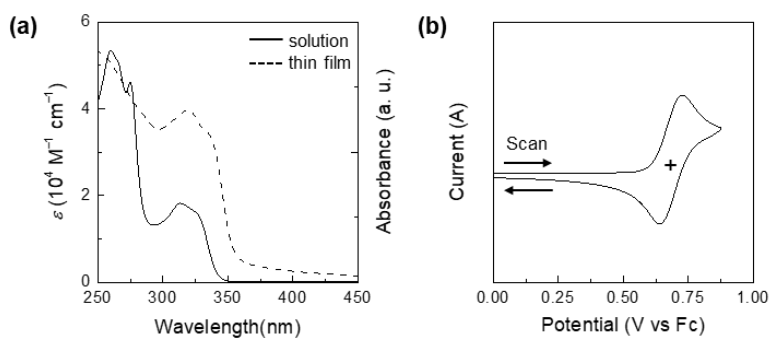 (a)
solution
thin film
6
4
2
0
ε (10⁴ M⁻¹ cm⁻¹)
Absorbance (a. u.)
250 300 350 400 450
Wavelength(nm)
(b)
Current (A)
Scan
+
0.00 0.25 0.50 0.75 1.00
Potential (V vs Fc)